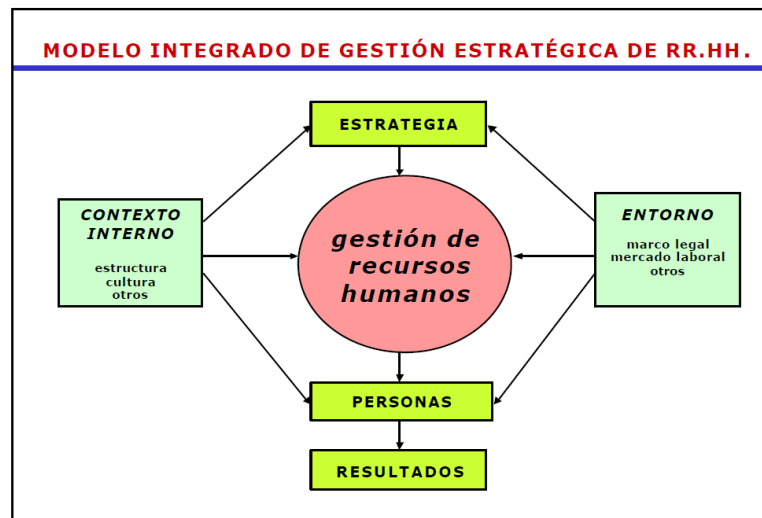 MODELO INTEGRADO DE GESTIÓN ESTRATÉGICA DE RR.HH.
ESTRATEGIA
CONTEXTO
INTERNO
estructura
cultura
otros
gestión de
recursos
humanos
ENTORNO
marco legal
mercado laboral
otros
PERSONAS
RESULTADOS